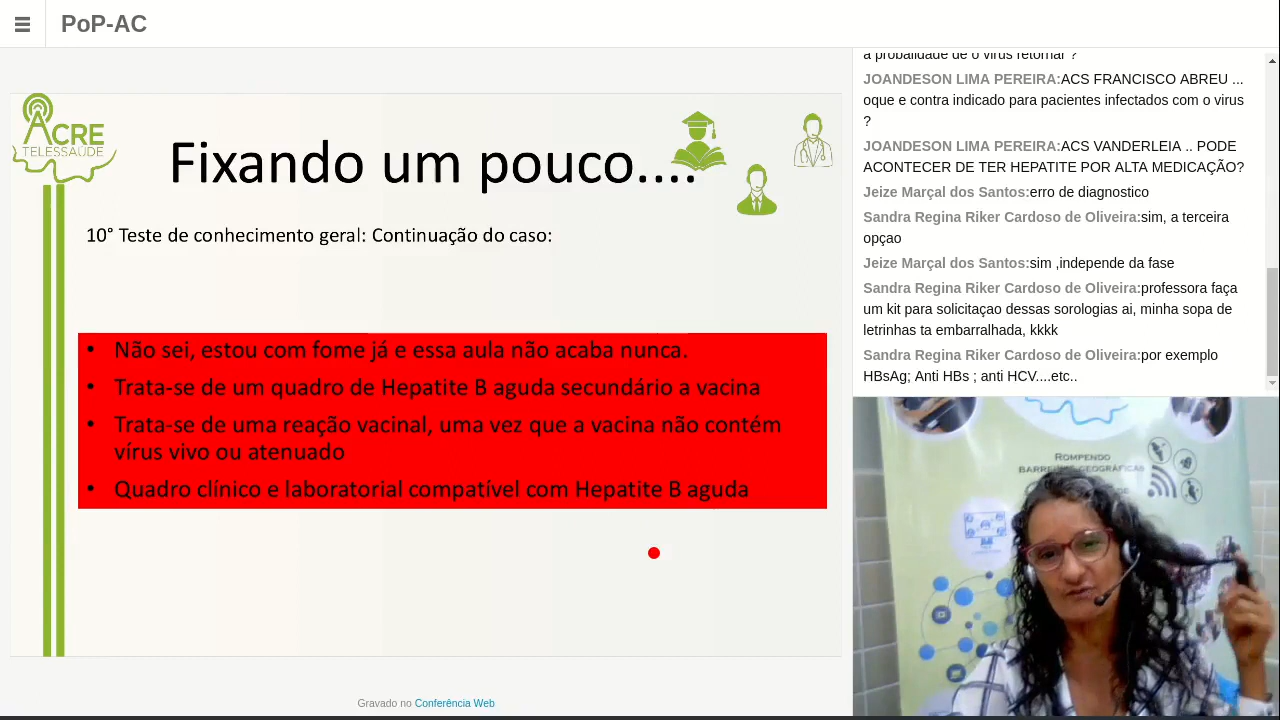 PoP-AC
ACRE
TELESSAÚDE
Fixando um pouco....
10° Teste de conhecimento geral: Continuação do caso:
• Não sei, estou com fome já e essa aula não acaba nunca.
• Trata-se de um quadro de Hepatite B aguda secundário a vacina
• Trata-se de uma reação vacinal, uma vez que a vacina não contém
vírus vivo ou atenuado
• Quadro clínico e laboratorial compatível com Hepatite B aguda
Gravado no Conferência Web
a probalidade de o virus retornar ?
JOANDESON LIMA PEREIRA:ACS FRANCISCO ABREU ...
oque e contra indicado para pacientes infectados com o virus
?
JOANDESON LIMA PEREIRA:ACS VANDERLEIA .. PODE
ACONTECER DE TER HEPATITE POR ALTA MEDICAÇÃO?
Jeize Marçal dos Santos:erro de diagnostico
Sandra Regina Riker Cardoso de Oliveira:sim, a terceira
opçao
Jeize Marçal dos Santos:sim ,independe da fase
Sandra Regina Riker Cardoso de Oliveira:professora faça
um kit para solicitaçao dessas sorologias ai, minha sopa de
letrinhas ta embarralhada, kkkk
Sandra Regina Riker Cardoso de Oliveira:por exemplo
HBsAg; Anti HBs ; anti HCV....etc..
ROMPENDO
GEOGRÁFICAS